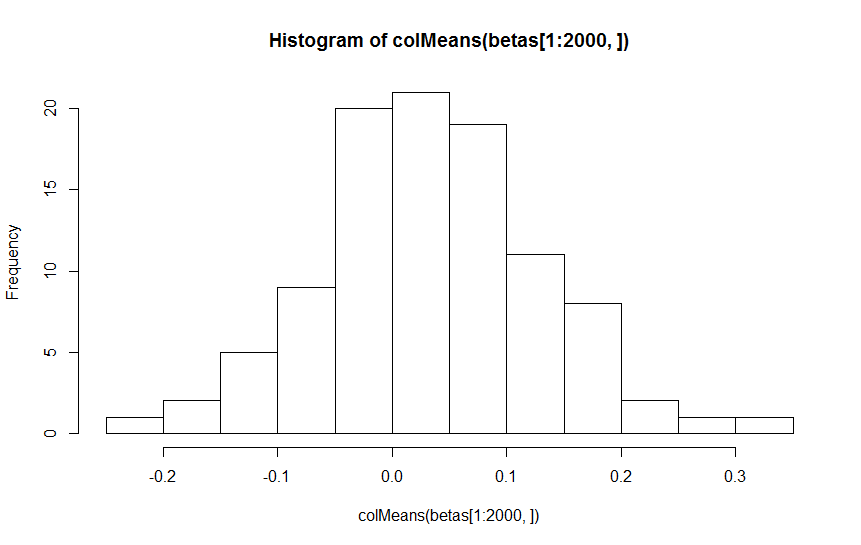 Histogram of colMeans(betas[1:2000, ])
Frequency
20
15
10
5
0
-0.2 -0.1 0.0 0.1 0.2 0.3
colMeans(betas[1:2000, ])